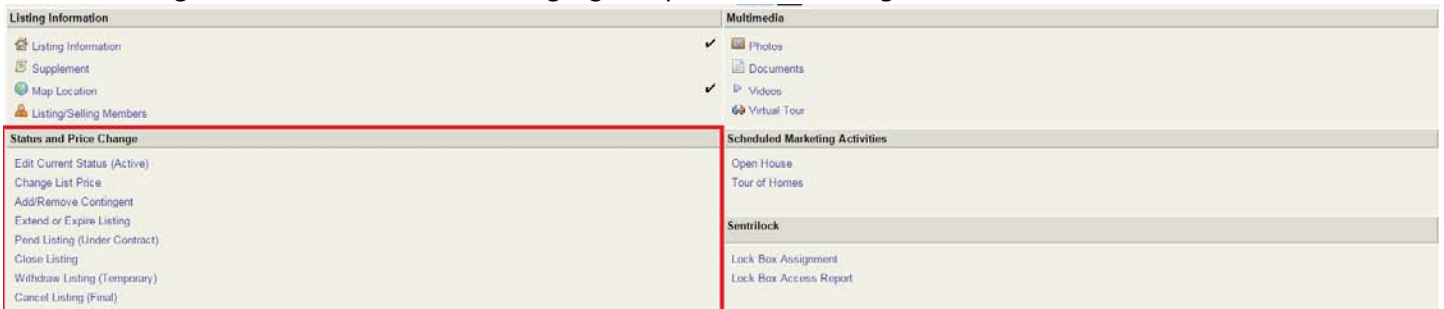 Listing Information
Listing Information
Supplement
Map Location
Listing/Selling Members
Status and Price Change
Edit Current Status (Active)
Change List Price
Add/Remove Contingent
Extend or Expire Listing
Pend Listing (Under Contract)
Close Listing
Withdraw Listing (Temporary)
Cancel Listing (Final)
Multimedia
Photos
Documents
Videos
Virtual Tour
Scheduled Marketing Activities
Open House
Tour of Homes
Sentrilock
Lock Box Assignment
Lock Box Access Report